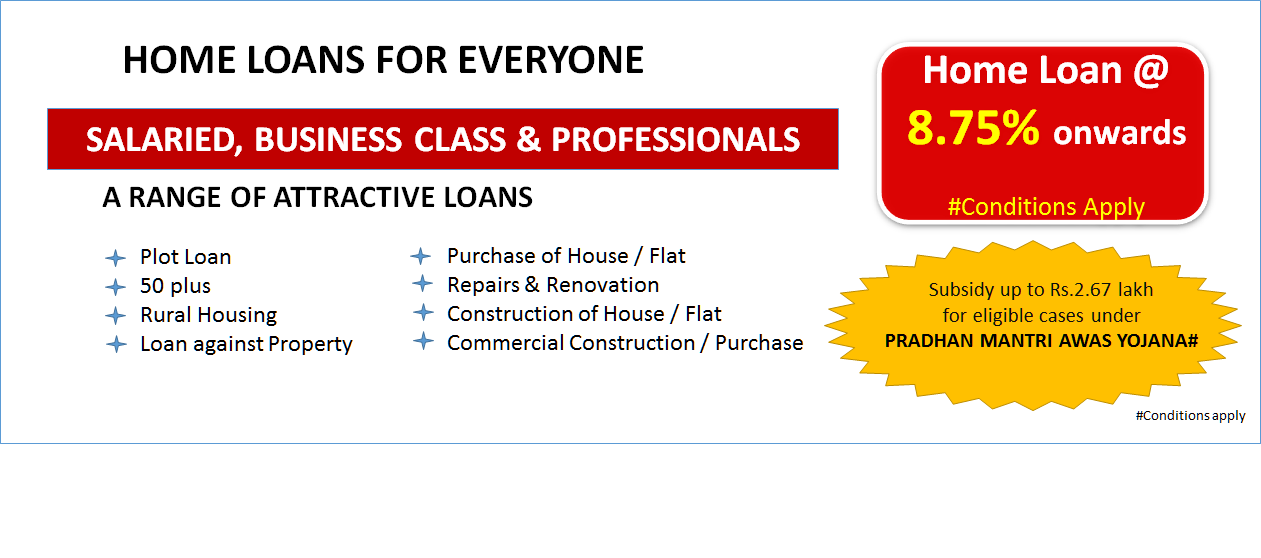 HOME LOANS FOR EVERYONE
SALARIED, BUSINESS CLASS & PROFESSIONALS
A RANGE OF ATTRACTIVE LOANS
Plot Loan
50 plus
Rural Housing
Loan against Property
Purchase of House / Flat
Repairs & Renovation
Construction of House / Flat
Commercial Construction / Purchase
Home Loan @
8.75% onwards
#Conditions Apply
Subsidy up to Rs.2.67 lakh
for eligible cases under
PRADHAN MANTRI AWAS YOJANA#
#Conditions apply